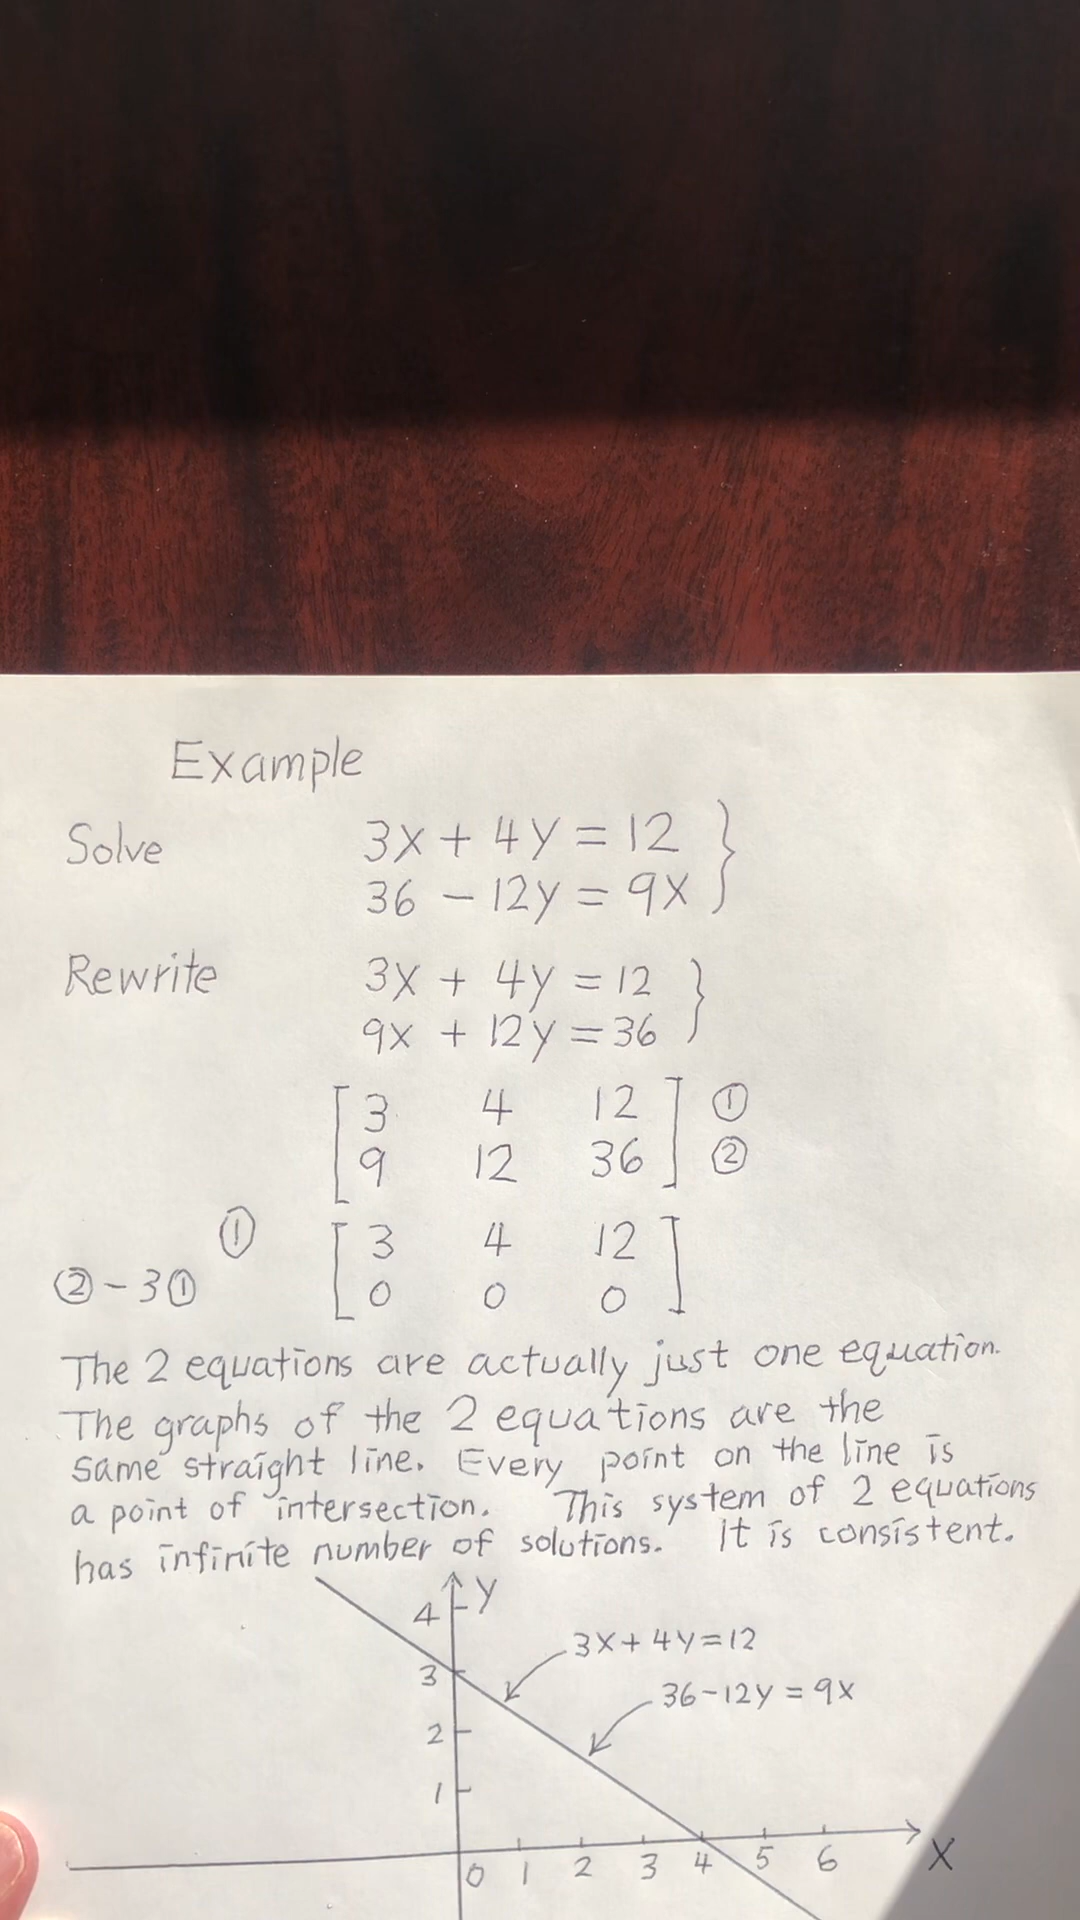 Example
Solve 3x + 4y = 12 }
36 - 12y = 9x
Rewrite 3x + 4y = 12 }
9x + 12y = 36
[ 3 4 12 ] ①
9 12 36 ②
① [ 3 4 12 ]
② - 3① 0 0 0
The 2 equations are actually just one equation.
The graphs of the 2 equations are the
same straight line. Every point on the line is
a point of intersection. This system of 2 equations
has infinite number of solutions. It is consistent.
Y
4
3x + 4y = 12
3
36 - 12y = 9x
2
1
0 1 2 3 4 5 6 X